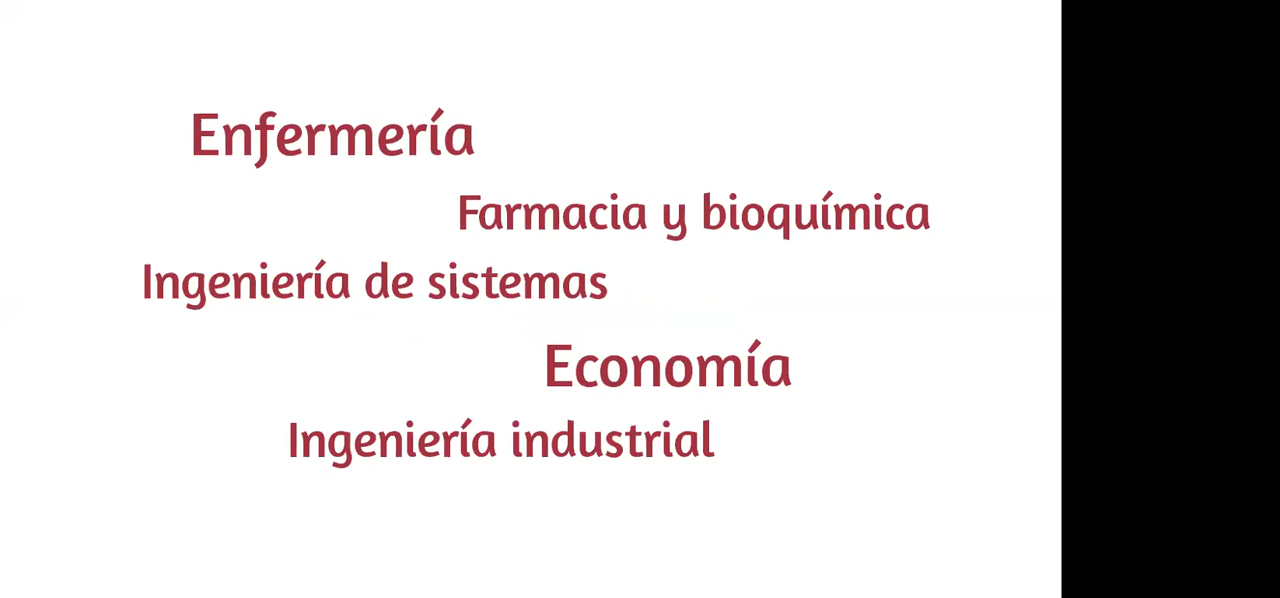 Enfermería
Farmacia y bioquímica
Ingeniería de sistemas
Economía
Ingeniería industrial